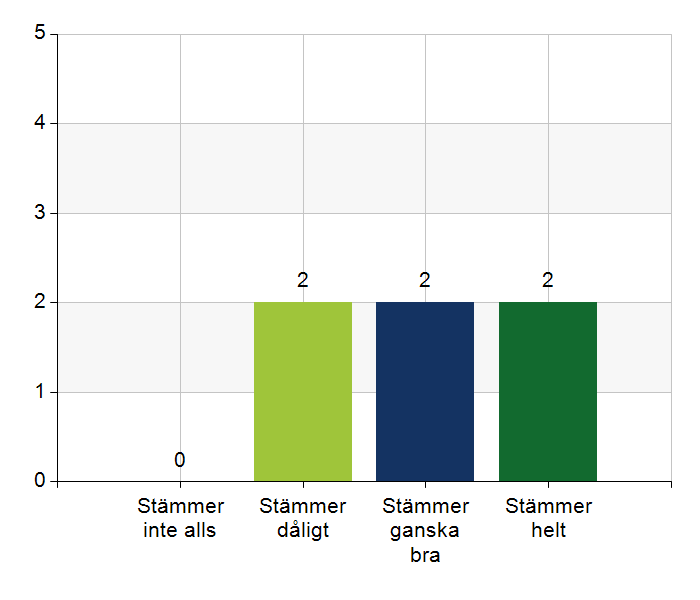 5
4
3
2
1
0
0
2
2
2
Stämmer
inte alls
Stämmer
dåligt
Stämmer
ganska
bra
Stämmer
helt